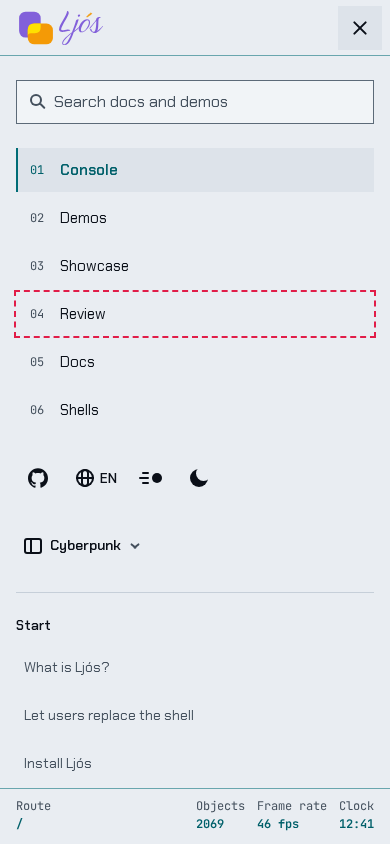 Ljós
Search docs and demos
01 Console
02 Demos
03 Showcase
04 Review
05 Docs
06 Shells
EN
Cyberpunk
Start
What is Ljós?
Let users replace the shell
Install Ljós
Route Objects Frame rate Clock
/ 2069 46 fps 12:41